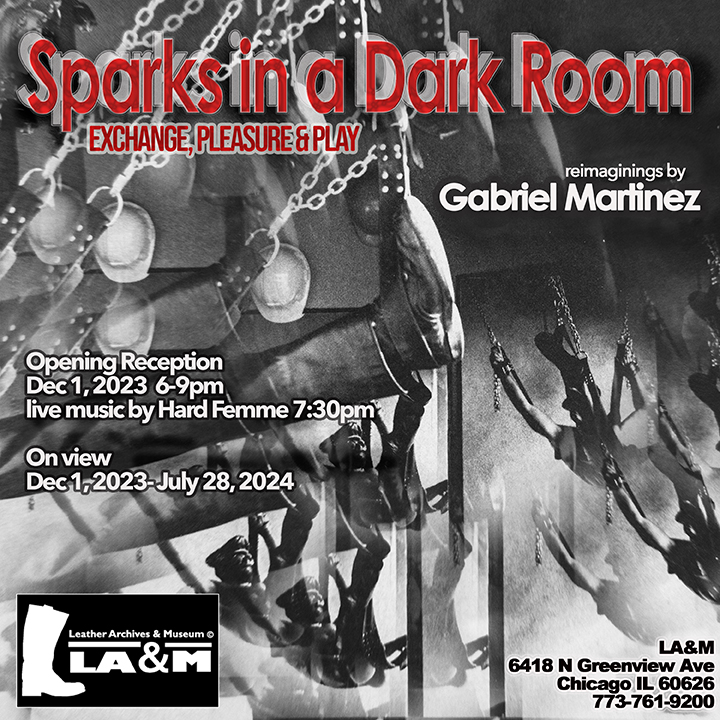 Sparks in a Dark Room
EXCHANGE, PLEASURE & PLAY
reimaginings by
Gabriel Martinez
Opening Reception
Dec 1, 2023 6-9pm
live music by Hard Femme 7:30pm
On view
Dec 1, 2023- July 28, 2024
Leather Archives & Museum ©
LA&M
LA&M
6418 N Greenview Ave
Chicago IL 60626
773-761-9200